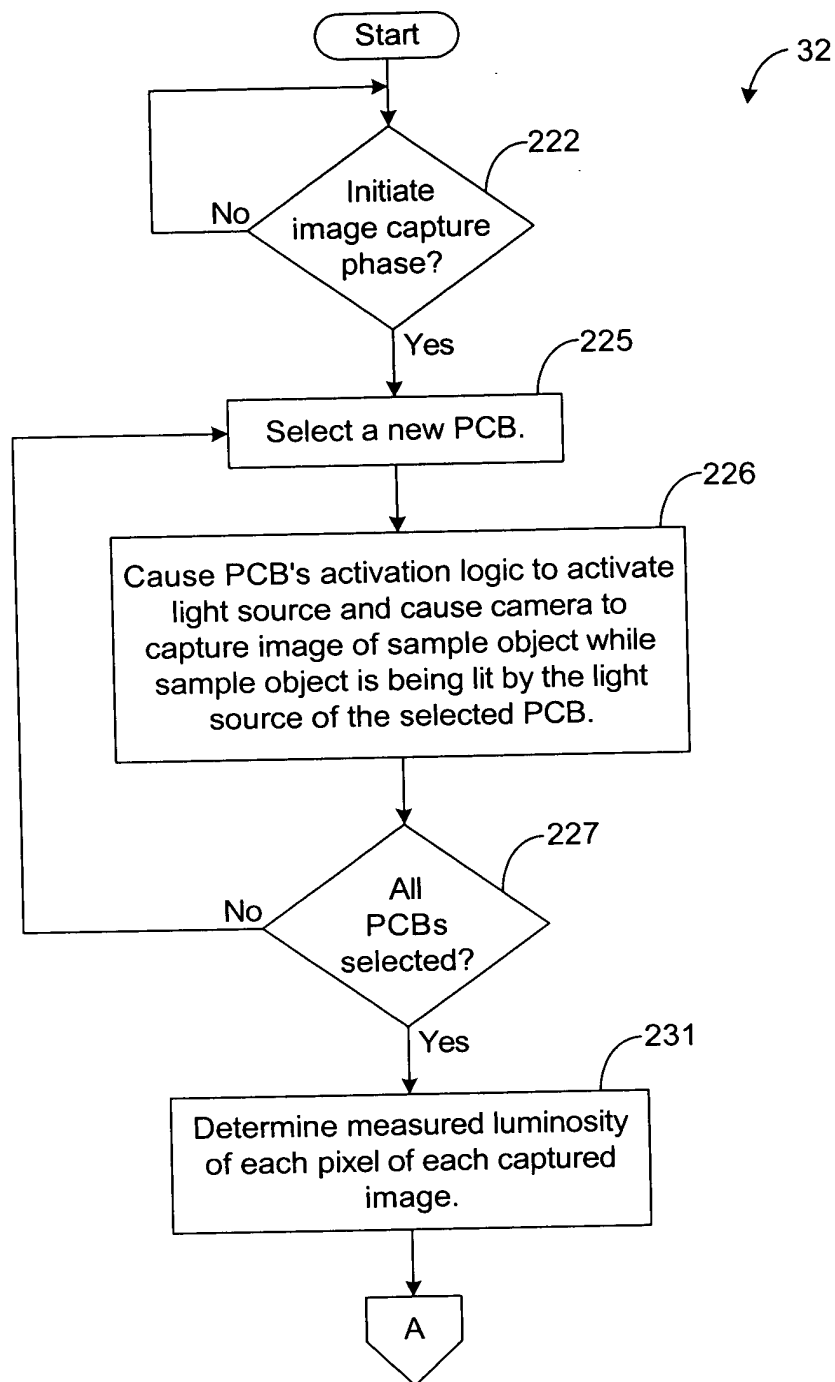 Start
32
222
Initiate
image capture
phase?
No
Yes
225
Select a new PCB.
226
Cause PCB's activation logic to activate
light source and cause camera to
capture image of sample object while
sample object is being lit by the light
source of the selected PCB.
227
All
PCBs
selected?
No
Yes
231
Determine measured luminosity
of each pixel of each captured
image.
A